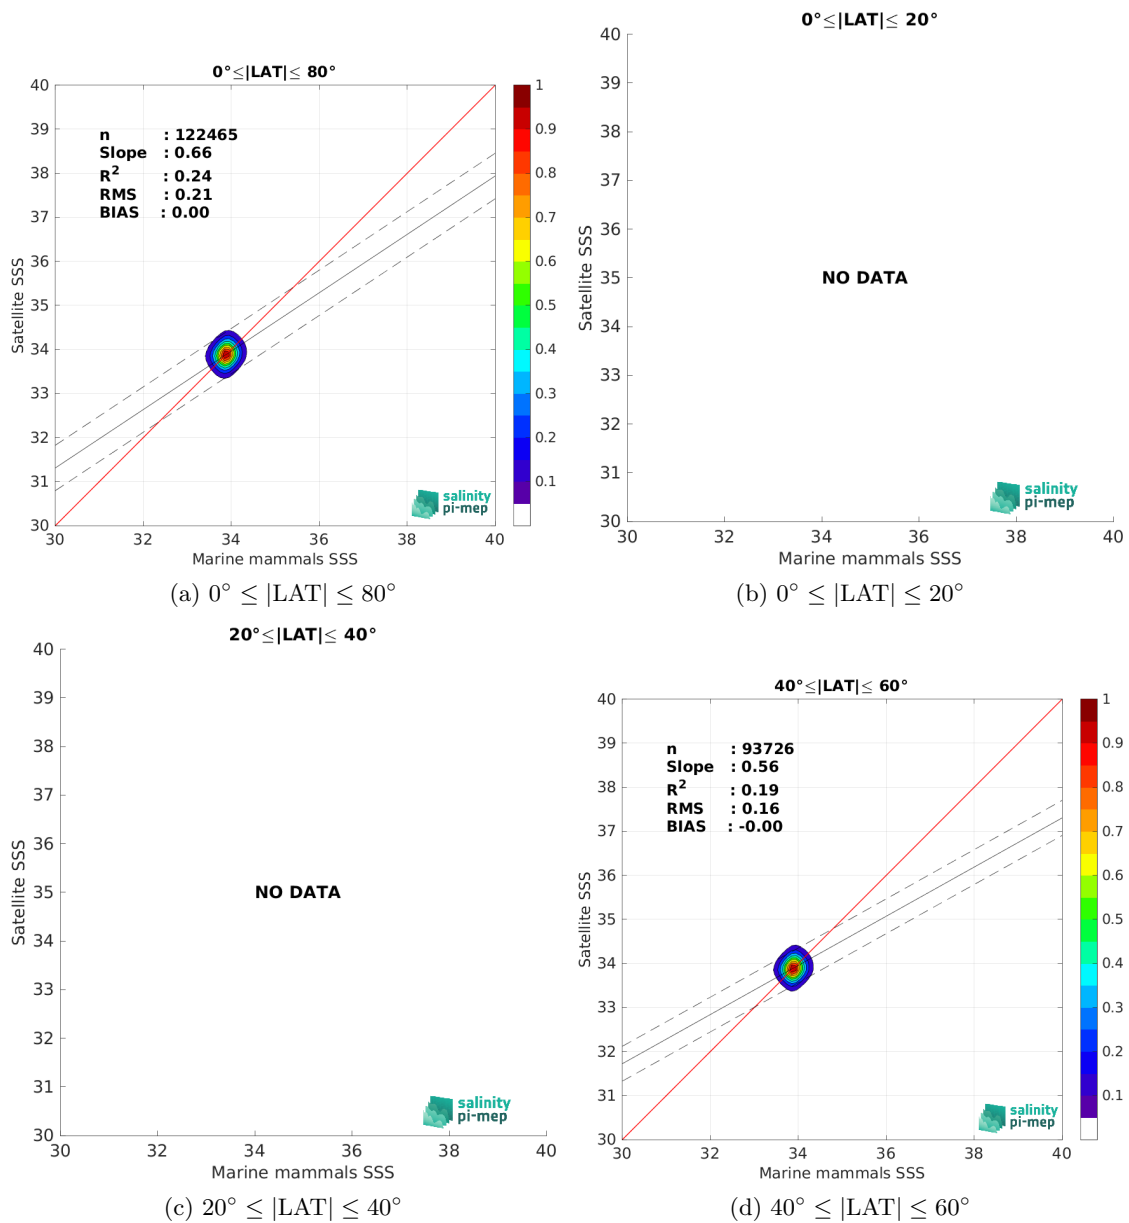 0°≤|LAT|≤ 80°
40
39
38
37
36
35
34
33
32
31
30
30 32 34 36 38 40
Satellite SSS
Marine mammals SSS
n : 122465
Slope : 0.66
R² : 0.24
RMS : 0.21
BIAS : 0.00
1
0.9
0.8
0.7
0.6
0.5
0.4
0.3
0.2
0.1
salinity
pi-mep
(a) 0° ≤ |LAT| ≤ 80°
0°≤|LAT|≤ 20°
40
39
38
37
36
35
34
33
32
31
30
30 32 34 36 38 40
Satellite SSS
Marine mammals SSS
NO DATA
salinity
pi-mep
(b) 0° ≤ |LAT| ≤ 20°
20°≤|LAT|≤ 40°
40
39
38
37
36
35
34
33
32
31
30
30 32 34 36 38 40
Satellite SSS
Marine mammals SSS
NO DATA
salinity
pi-mep
(c) 20° ≤ |LAT| ≤ 40°
40°≤|LAT|≤ 60°
40
39
38
37
36
35
34
33
32
31
30
30 32 34 36 38 40
Satellite SSS
Marine mammals SSS
n : 93726
Slope : 0.56
R² : 0.19
RMS : 0.16
BIAS : -0.00
1
0.9
0.8
0.7
0.6
0.5
0.4
0.3
0.2
0.1
salinity
pi-mep
(d) 40° ≤ |LAT| ≤ 60°